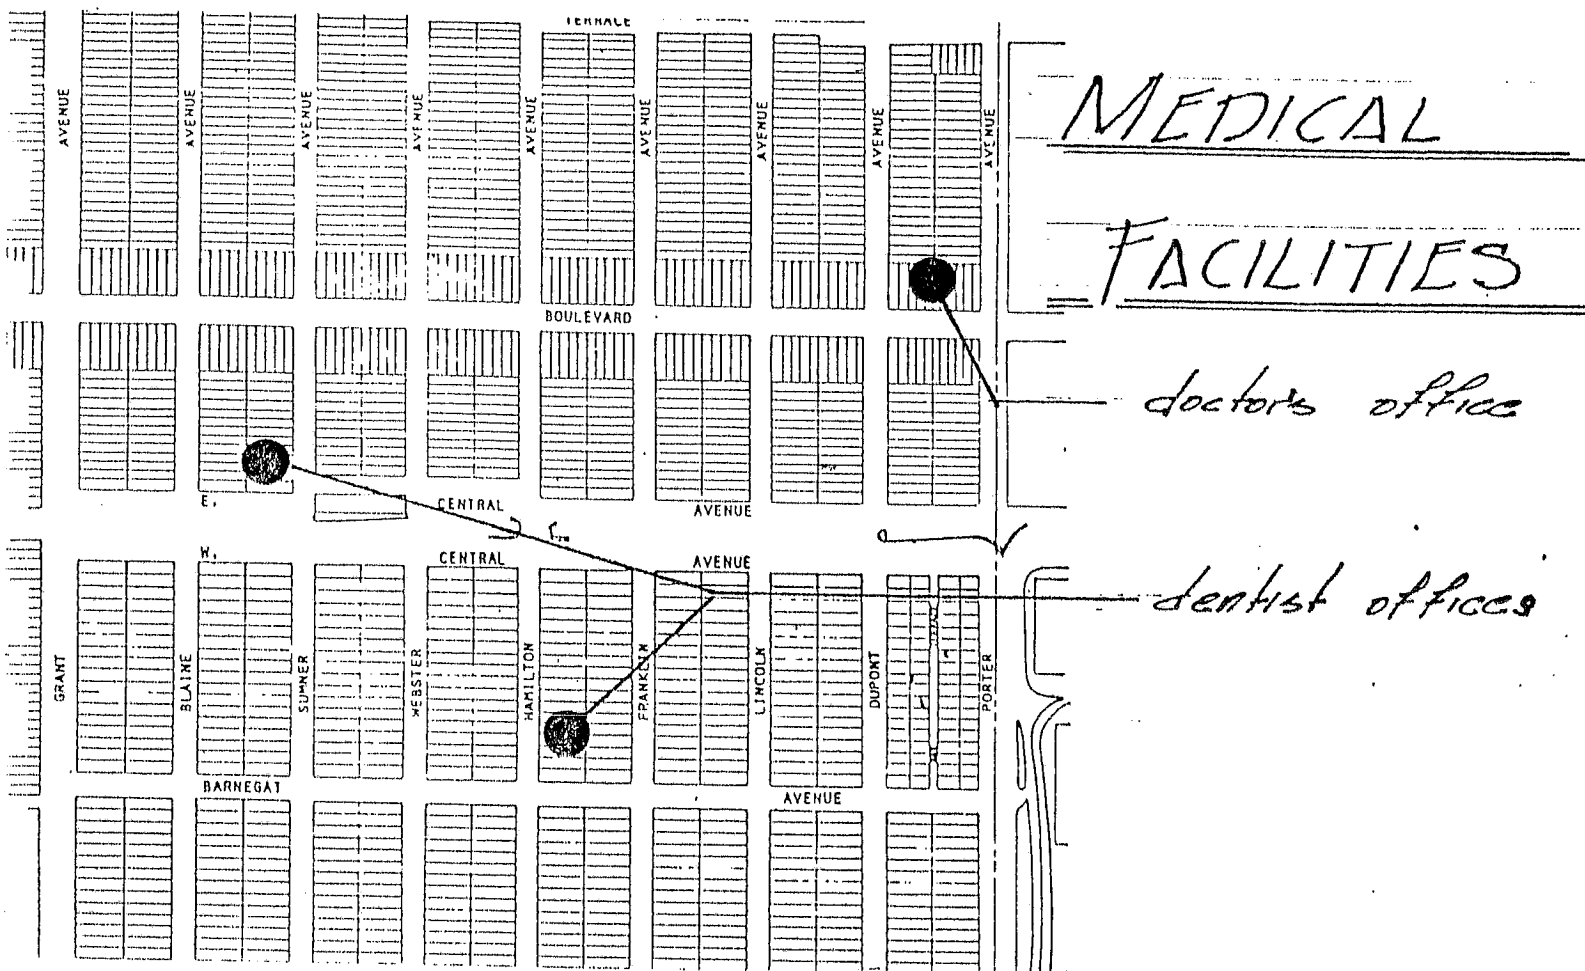 TERRACE
AVENUE
AVENUE
AVENUE
AVENUE
AVENUE
AVENUE
AVENUE
AVENUE
AVENUE
MEDICAL
FACILITIES
BOULEVARD
doctor's office
E. CENTRAL AVENUE
W. CENTRAL AVENUE
dentist offices
GRANT
BLAINE
SUMNER
WEBSTER
HAMILTON
FRANKLIN
LINCOLN
DUPONT
PORTER
BARNEGAT AVENUE